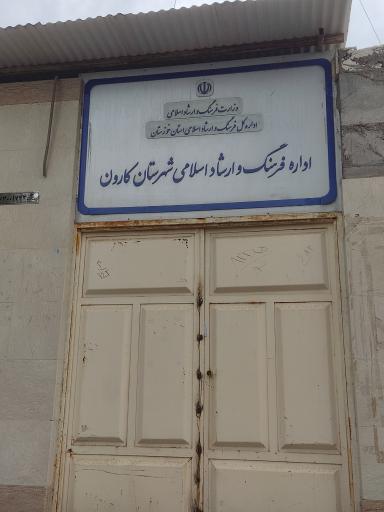 وزارت فرهنگ و ارشاد اسلامی
اداره کل فرهنگ و ارشاد اسلامی استان خوزستان
اداره فرهنگ و ارشاد اسلامی شهرستان کارون